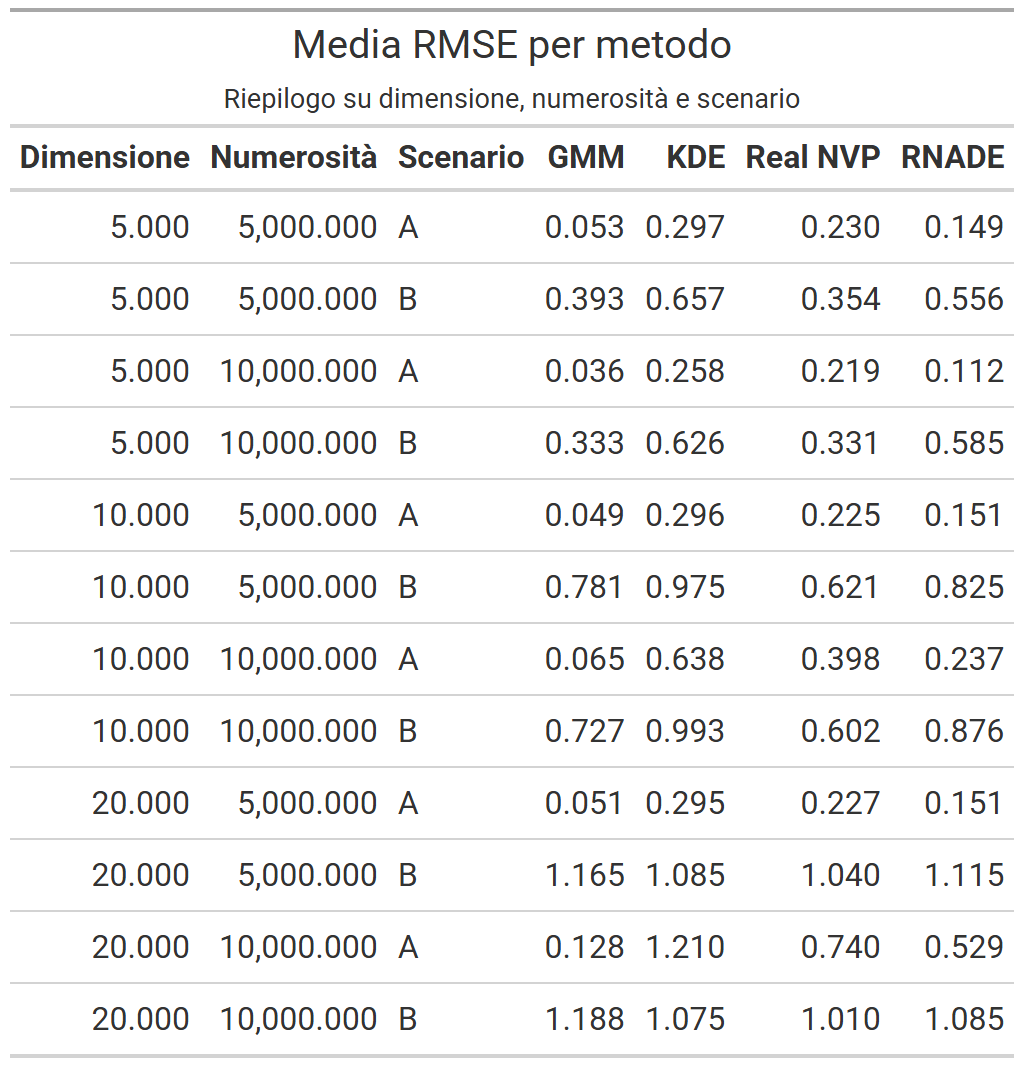 Media RMSE per metodo
Riepilogo su dimensione, numerosità e scenario
Dimensione Numerosità Scenario GMM KDE Real NVP RNADE
5.000 5,000.000 A 0.053 0.297 0.230 0.149
5.000 5,000.000 B 0.393 0.657 0.354 0.556
5.000 10,000.000 A 0.036 0.258 0.219 0.112
5.000 10,000.000 B 0.333 0.626 0.331 0.585
10.000 5,000.000 A 0.049 0.296 0.225 0.151
10.000 5,000.000 B 0.781 0.975 0.621 0.825
10.000 10,000.000 A 0.065 0.638 0.398 0.237
10.000 10,000.000 B 0.727 0.993 0.602 0.876
20.000 5,000.000 A 0.051 0.295 0.227 0.151
20.000 5,000.000 B 1.165 1.085 1.040 1.115
20.000 10,000.000 A 0.128 1.210 0.740 0.529
20.000 10,000.000 B 1.188 1.075 1.010 1.085